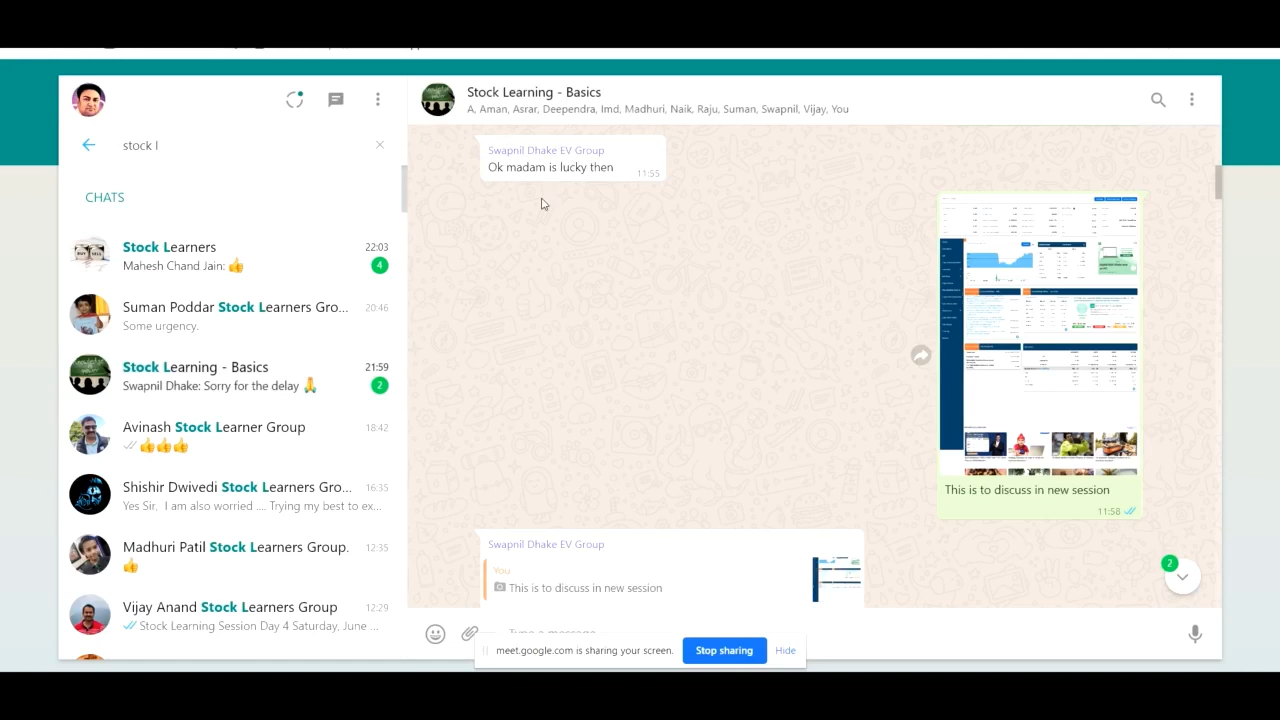 stock l
CHATS
Stock Learners
22:03
Mahesh Chand Jain: 👍
4
Suman Poddar Stock Learners Gro...
20:46
Some urgency.
Stock Learning - Basics
21:59
Swapnil Dhake: Sorry for the delay 🙏
2
Avinash Stock Learner Group
18:42
👍👍👍
Shishir Dwivedi Stock Learners Gro...
16:35
Yes Sir, I am also worried .... Trying my best to ex...
Madhuri Patil Stock Learners Group.
12:35
👍
Vijay Anand Stock Learners Group
12:29
Stock Learning Session Day 4 Saturday, June ...
Stock Learning - Basics
A, Aman, Asrar, Deependra, Imd, Madhuri, Naik, Raju, Suman, Swapnil, Vijay, You
Swapnil Dhake EV Group
Ok madam is lucky then
11:55
This is to discuss in new session
11:58
Swapnil Dhake EV Group
You
This is to discuss in new session
2
Type a message
meet.google.com is sharing your screen.
Stop sharing
Hide